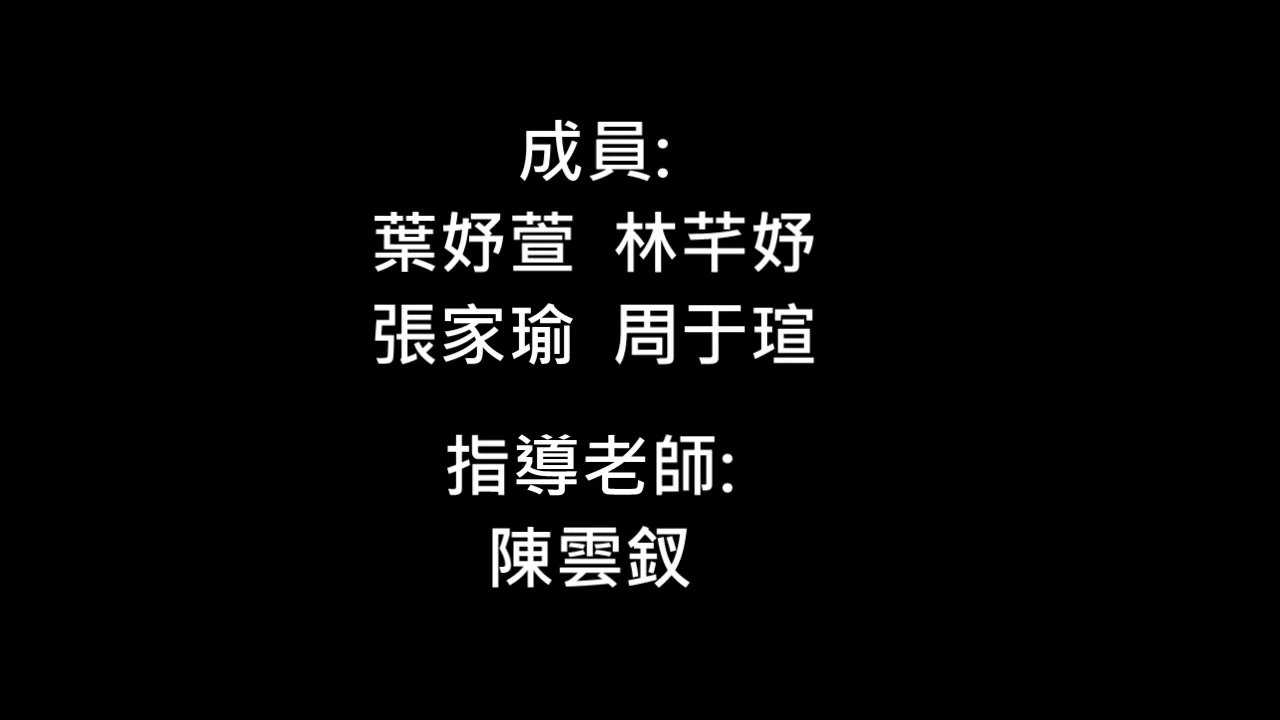 成員:
葉妤萱 林芊妤
張家瑜 周于瑄
指導老師:
陳雲釵